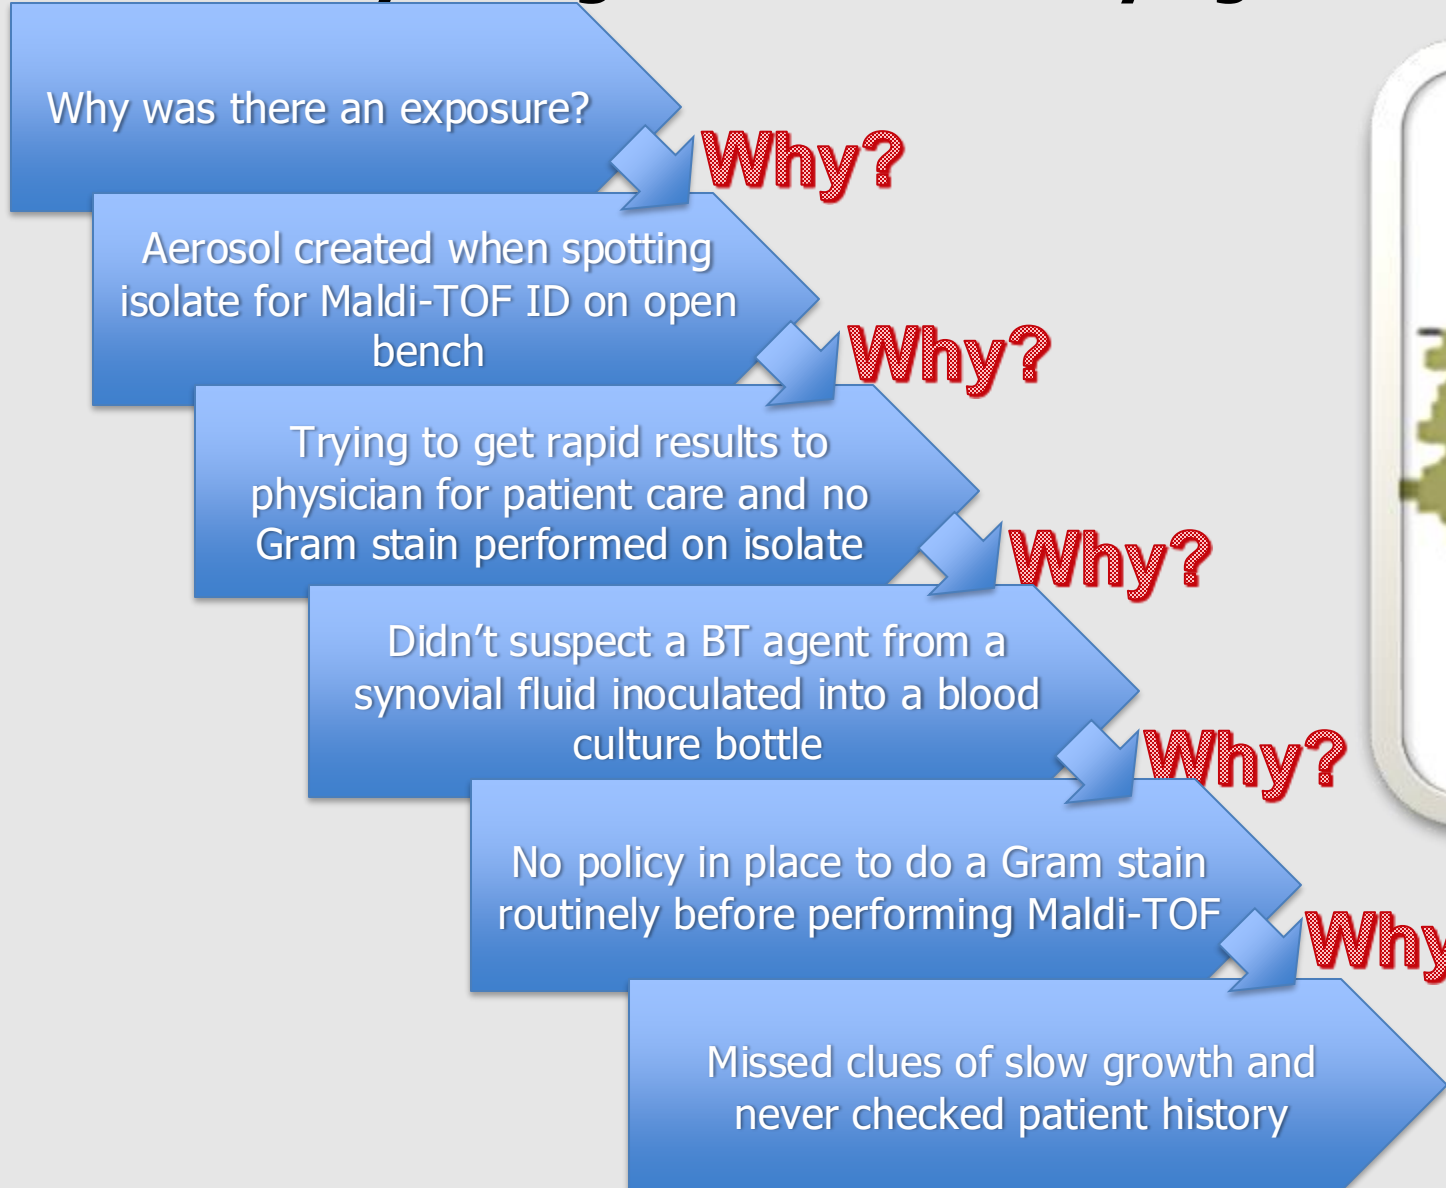 Why was there an exposure?
Why?
Aerosol created when spotting
isolate for Maldi-TOF ID on open
bench
Why?
Trying to get rapid results to
physician for patient care and no
Gram stain performed on isolate
Why?
Didn’t suspect a BT agent from a
synovial fluid inoculated into a blood
culture bottle
Why?
No policy in place to do a Gram stain
routinely before performing Maldi-TOF
Why
Missed clues of slow growth and
never checked patient history